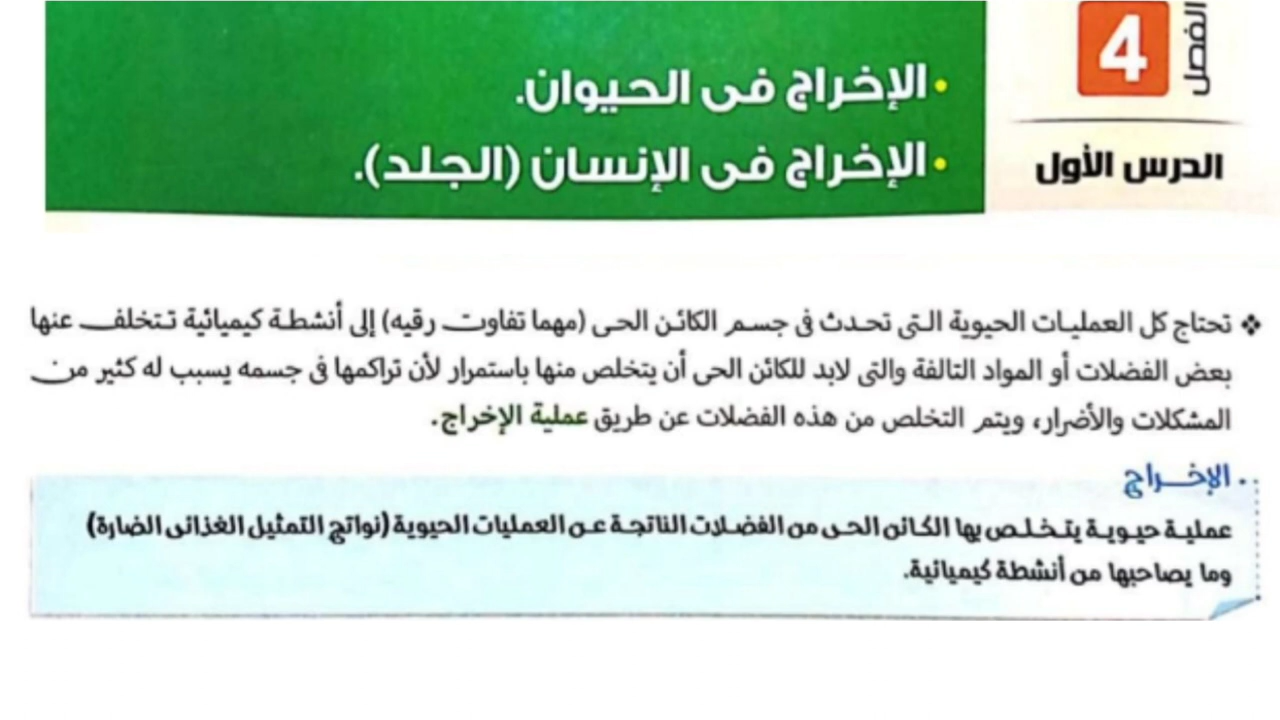 الفصل
4
الدرس الأول
• الإخراج فى الحيوان.
• الإخراج فى الإنسان (الجلد).
❖ تحتاج كل العمليات الحيوية التى تحدث فى جسم الكائن الحى (مهما تفاوت رقيه) إلى أنشطة كيميائية تتخلف عنها
بعض الفضلات أو المواد التالفة والتى لابد للكائن الحى أن يتخلص منها باستمرار لأن تراكمها فى جسمه يسبب له كثير من
المشكلات والأضرار، ويتم التخلص من هذه الفضلات عن طريق عملية الإخراج.
الإخراج
عملية حيوية يتخلص بها الكائن الحى من الفضلات الناتجة عن العمليات الحيوية (نواتج التمثيل الغذائى الضارة)
وما يصاحبها من أنشطة كيميائية.